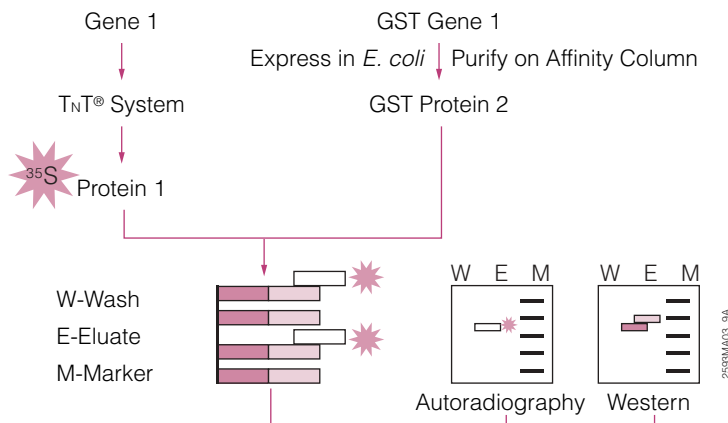 Gene 1
GST Gene 1
Express in E. coli
Purify on Affinity Column
TNT® System
GST Protein 2
35S
Protein 1
W-Wash
E-Eluate
M-Marker
W E M
W E M
Autoradiography
Western
2593MA03_9A